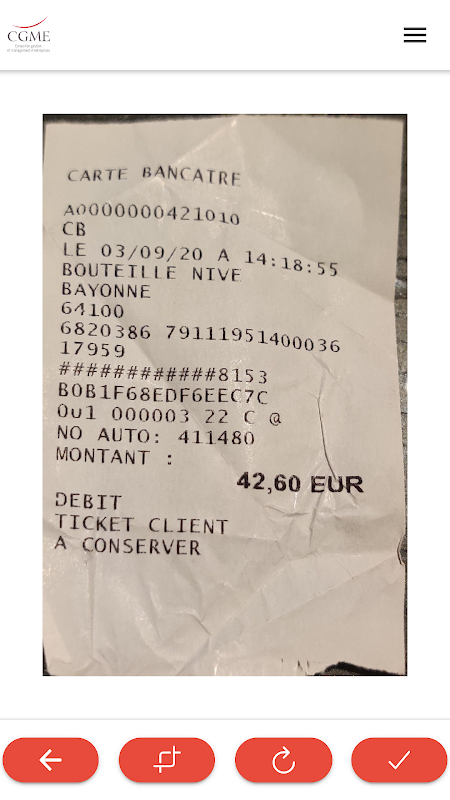 CGME
CARTE BANCAIRE
A0000000421010
CB
LE 03/09/20 A 14:18:55
BOUTEILLE NIVE
BAYONNE
64100
6820386 79111951400036
17959
############8153
B0B1F68EDF6EEC7C
0u1 000003 22 C @
NO AUTO: 411480
MONTANT :
42,60 EUR
DEBIT
TICKET CLIENT
A CONSERVER